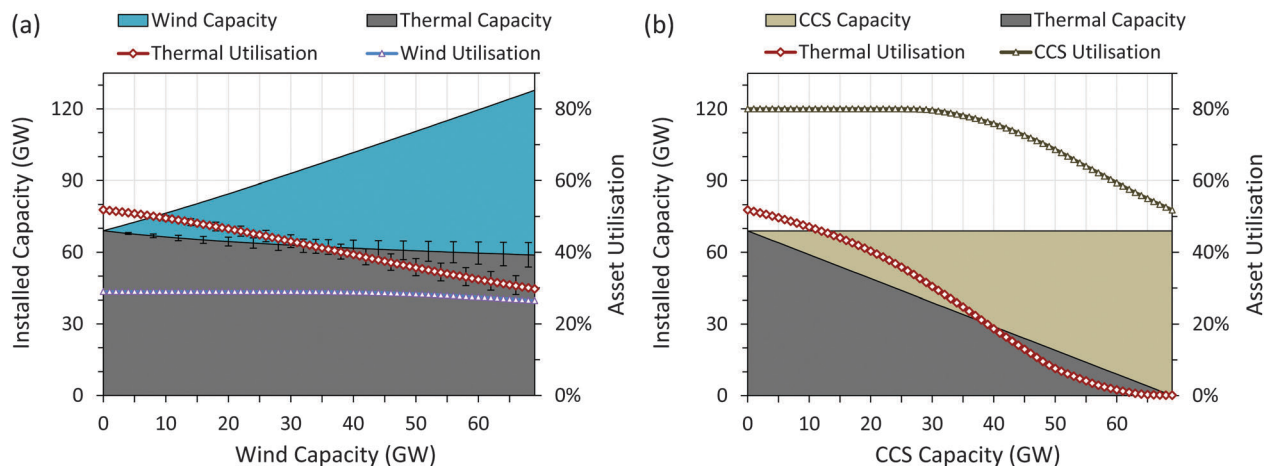 (a)
Wind Capacity
Thermal Capacity
Thermal Utilisation
Wind Utilisation
Installed Capacity (GW)
120
90
60
30
0
80%
60%
40%
20%
0%
Asset Utilisation
0 10 20 30 40 50 60
Wind Capacity (GW)
(b)
CCS Capacity
Thermal Capacity
Thermal Utilisation
CCS Utilisation
Installed Capacity (GW)
120
90
60
30
0
80%
60%
40%
20%
0%
Asset Utilisation
0 10 20 30 40 50 60
CCS Capacity (GW)